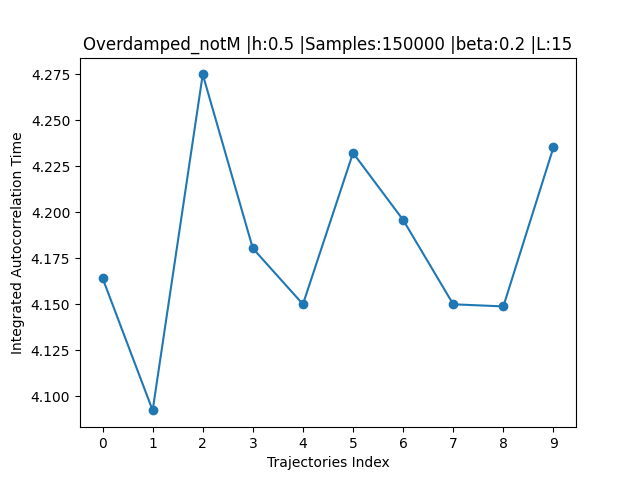 Overdamped_notM |h:0.5 |Samples:150000 |beta:0.2 |L:15
Integrated Autocorrelation Time
4.275
4.250
4.225
4.200
4.175
4.150
4.125
4.100
0 1 2 3 4 5 6 7 8 9
Trajectories Index